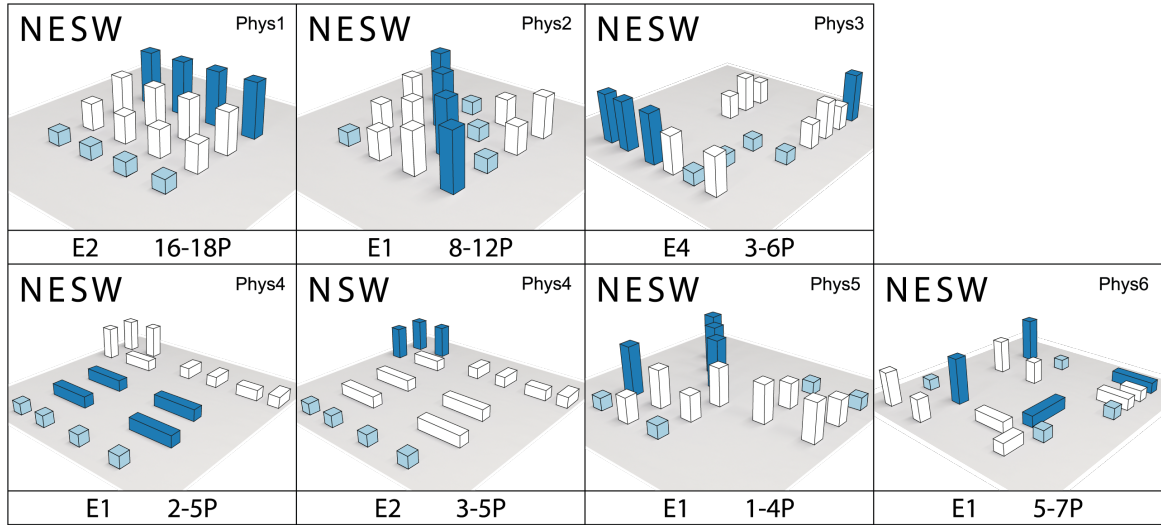 NESW Phys1
NESW Phys2
NESW Phys3
E2 16-18P
E1 8-12P
E4 3-6P
NESW Phys4
NSW Phys4
NESW Phys5
NESW Phys6
E1 2-5P
E2 3-5P
E1 1-4P
E1 5-7P